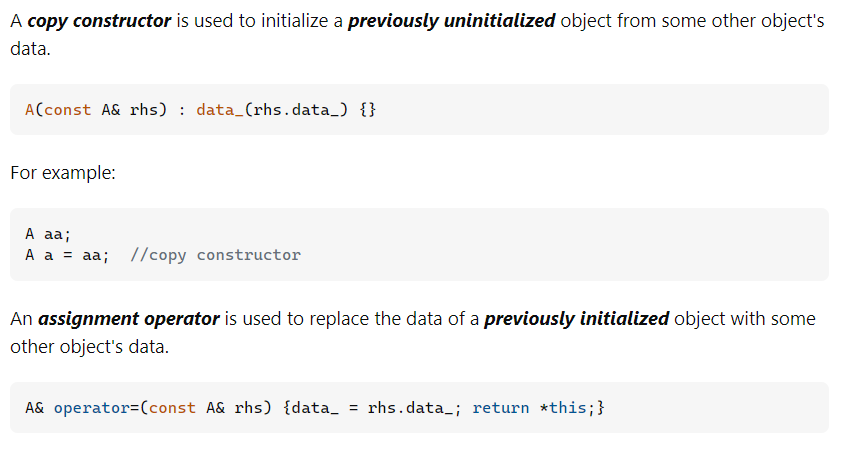 A copy constructor is used to initialize a previously uninitialized object from some other object's
data.
A(const A& rhs) : data_(rhs.data_) {}
For example:
A aa;
A a = aa;  //copy constructor
An assignment operator is used to replace the data of a previously initialized object with some
other object's data.
A& operator=(const A& rhs) {data_ = rhs.data_; return *this;}